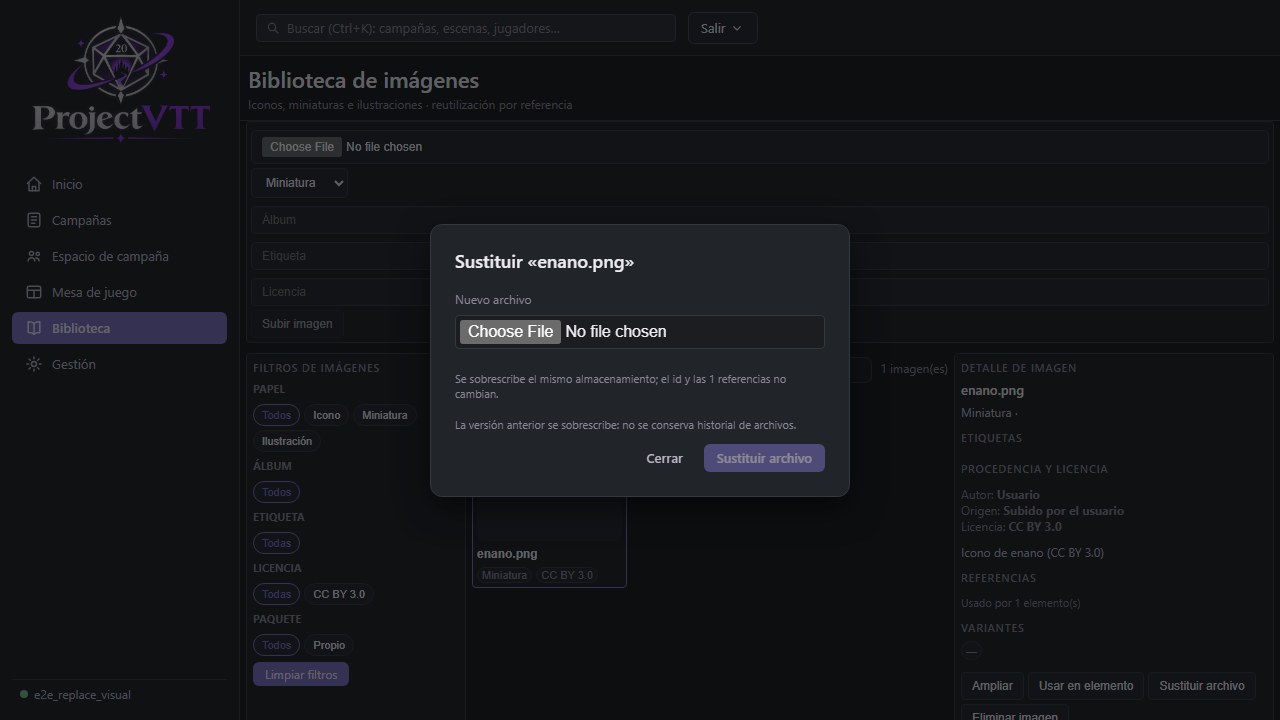 20
ProjectVTT
Inicio
Campañas
Espacio de campaña
Mesa de juego
Biblioteca
Gestión
e2e_replace_visual
Buscar (Ctrl+K): campañas, escenas, jugadores...
Salir
Biblioteca de imágenes
Iconos, miniaturas e ilustraciones · reutilización por referencia
Choose File No file chosen
Miniatura
Álbum
Etiqueta
Licencia
Subir imagen
Sustituir «enano.png»
Nuevo archivo
Choose File No file chosen
Se sobrescribe el mismo almacenamiento; el id y las 1 referencias no
cambian.
La versión anterior se sobrescribe: no se conserva historial de archivos.
Cerrar Sustituir archivo
FILTROS DE IMÁGENES
PAPEL
Todos Icono Miniatura
Ilustración
ÁLBUM
Todos
ETIQUETA
Todas
LICENCIA
Todas CC BY 3.0
PAQUETE
Todos Propio
Limpiar filtros
1 imagen(es)
enano.png
Miniatura CC BY 3.0
DETALLE DE IMAGEN
enano.png
Miniatura ·
ETIQUETAS
PROCEDENCIA Y LICENCIA
Autor: Usuario
Origen: Subido por el usuario
Licencia: CC BY 3.0
Icono de enano (CC BY 3.0)
REFERENCIAS
Usado por 1 elemento(s)
VARIANTES
—
Ampliar Usar en elemento Sustituir archivo
Eliminar imagen